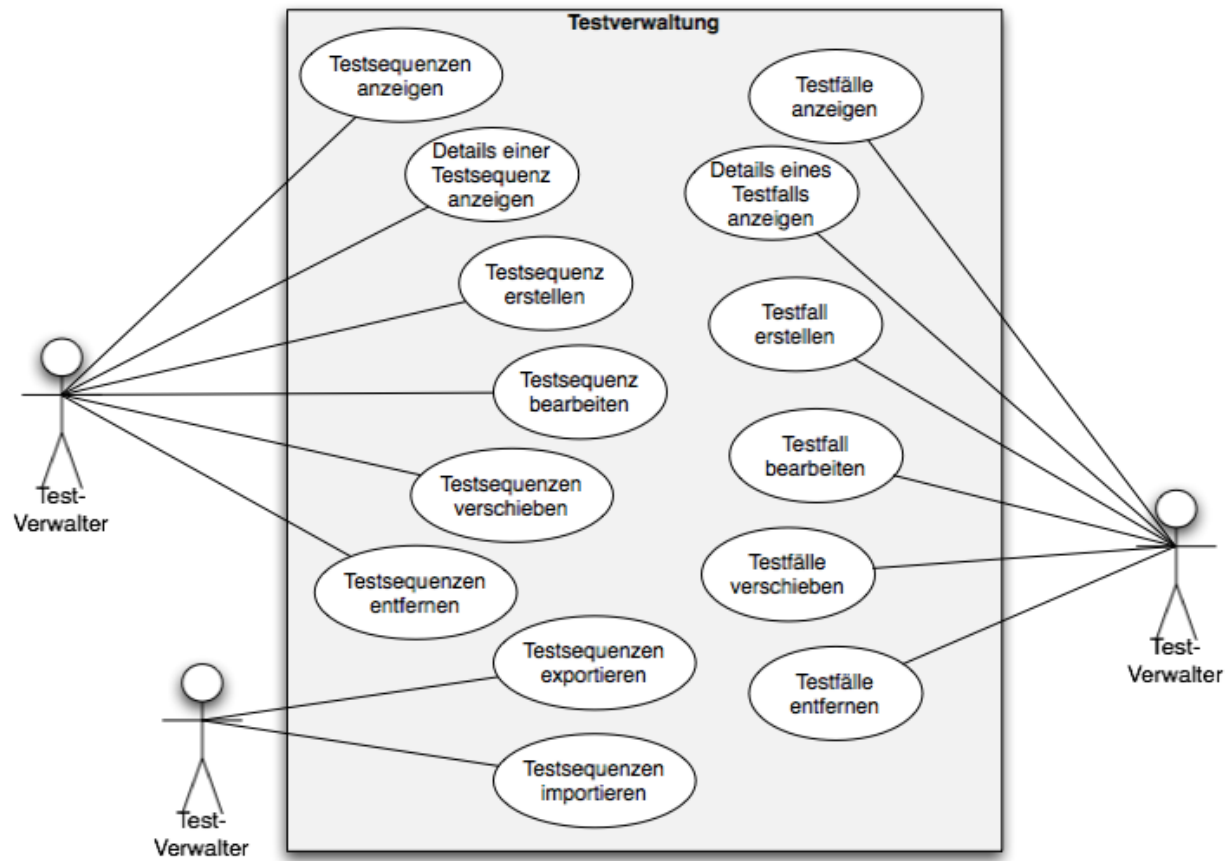 Testverwaltung
Testsequenzen
anzeigen
Details einer
Testsequenz
anzeigen
Testsequenz
erstellen
Testsequenz
bearbeiten
Testsequenzen
verschieben
Testsequenzen
entfernen
Testsequenzen
exportieren
Testsequenzen
importieren
Testfälle
anzeigen
Details eines
Testfalls
anzeigen
Testfall
erstellen
Testfall
bearbeiten
Testfälle
verschieben
Testfälle
entfernen
Test-
Verwalter
Test-
Verwalter
Test-
Verwalter